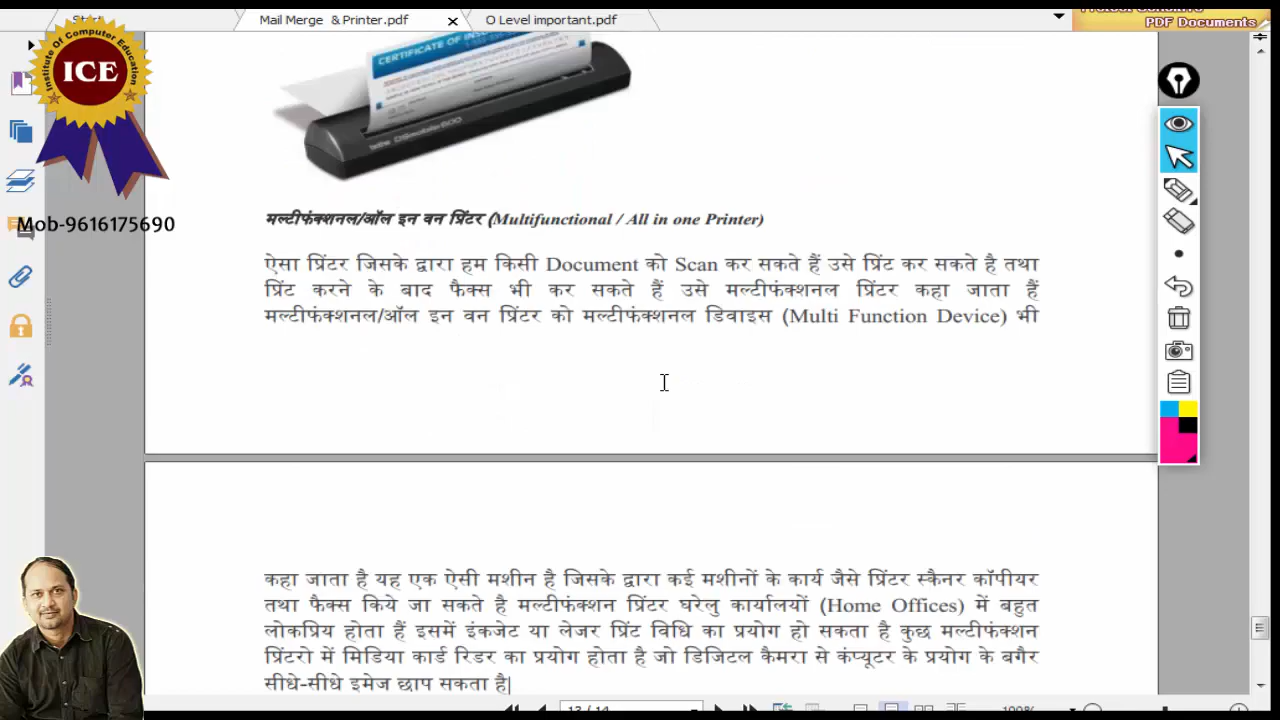 Start
Mail Merge & Printer.pdf
O Level important.pdf
PDF Documents
Institute Of Computer Education
ICE
CERTIFICATE OF
Mob-9616175690
मल्टीफंक्शनल/ऑल इन वन प्रिंटर (Multifunctional / All in one Printer)
ऐसा प्रिंटर जिसके द्वारा हम किसी Document को Scan कर सकते हैं उसे प्रिंट कर सकते है तथा
प्रिंट करने के बाद फैक्स भी कर सकते हैं उसे मल्टीफंक्शनल प्रिंटर कहा जाता हैं
मल्टीफंक्शनल/ऑल इन वन प्रिंटर को मल्टीफंक्शनल डिवाइस (Multi Function Device) भी
कहा जाता है यह एक ऐसी मशीन है जिसके द्वारा कई मशीनों के कार्य जैसे प्रिंटर स्कैनर कॉपीयर
तथा फैक्स किये जा सकते है मल्टीफंक्शन प्रिंटर घरेलु कार्यालयों (Home Offices) में बहुत
लोकप्रिय होता हैं इसमें इंकजेट या लेजर प्रिंट विधि का प्रयोग हो सकता है कुछ मल्टीफंक्शन
प्रिंटरो में मिडिया कार्ड रिडर का प्रयोग होता है जो डिजिटल कैमरा से कंप्यूटर के प्रयोग के बगैर
सीधे-सीधे इमेज छाप सकता है|
13 / 14
100%